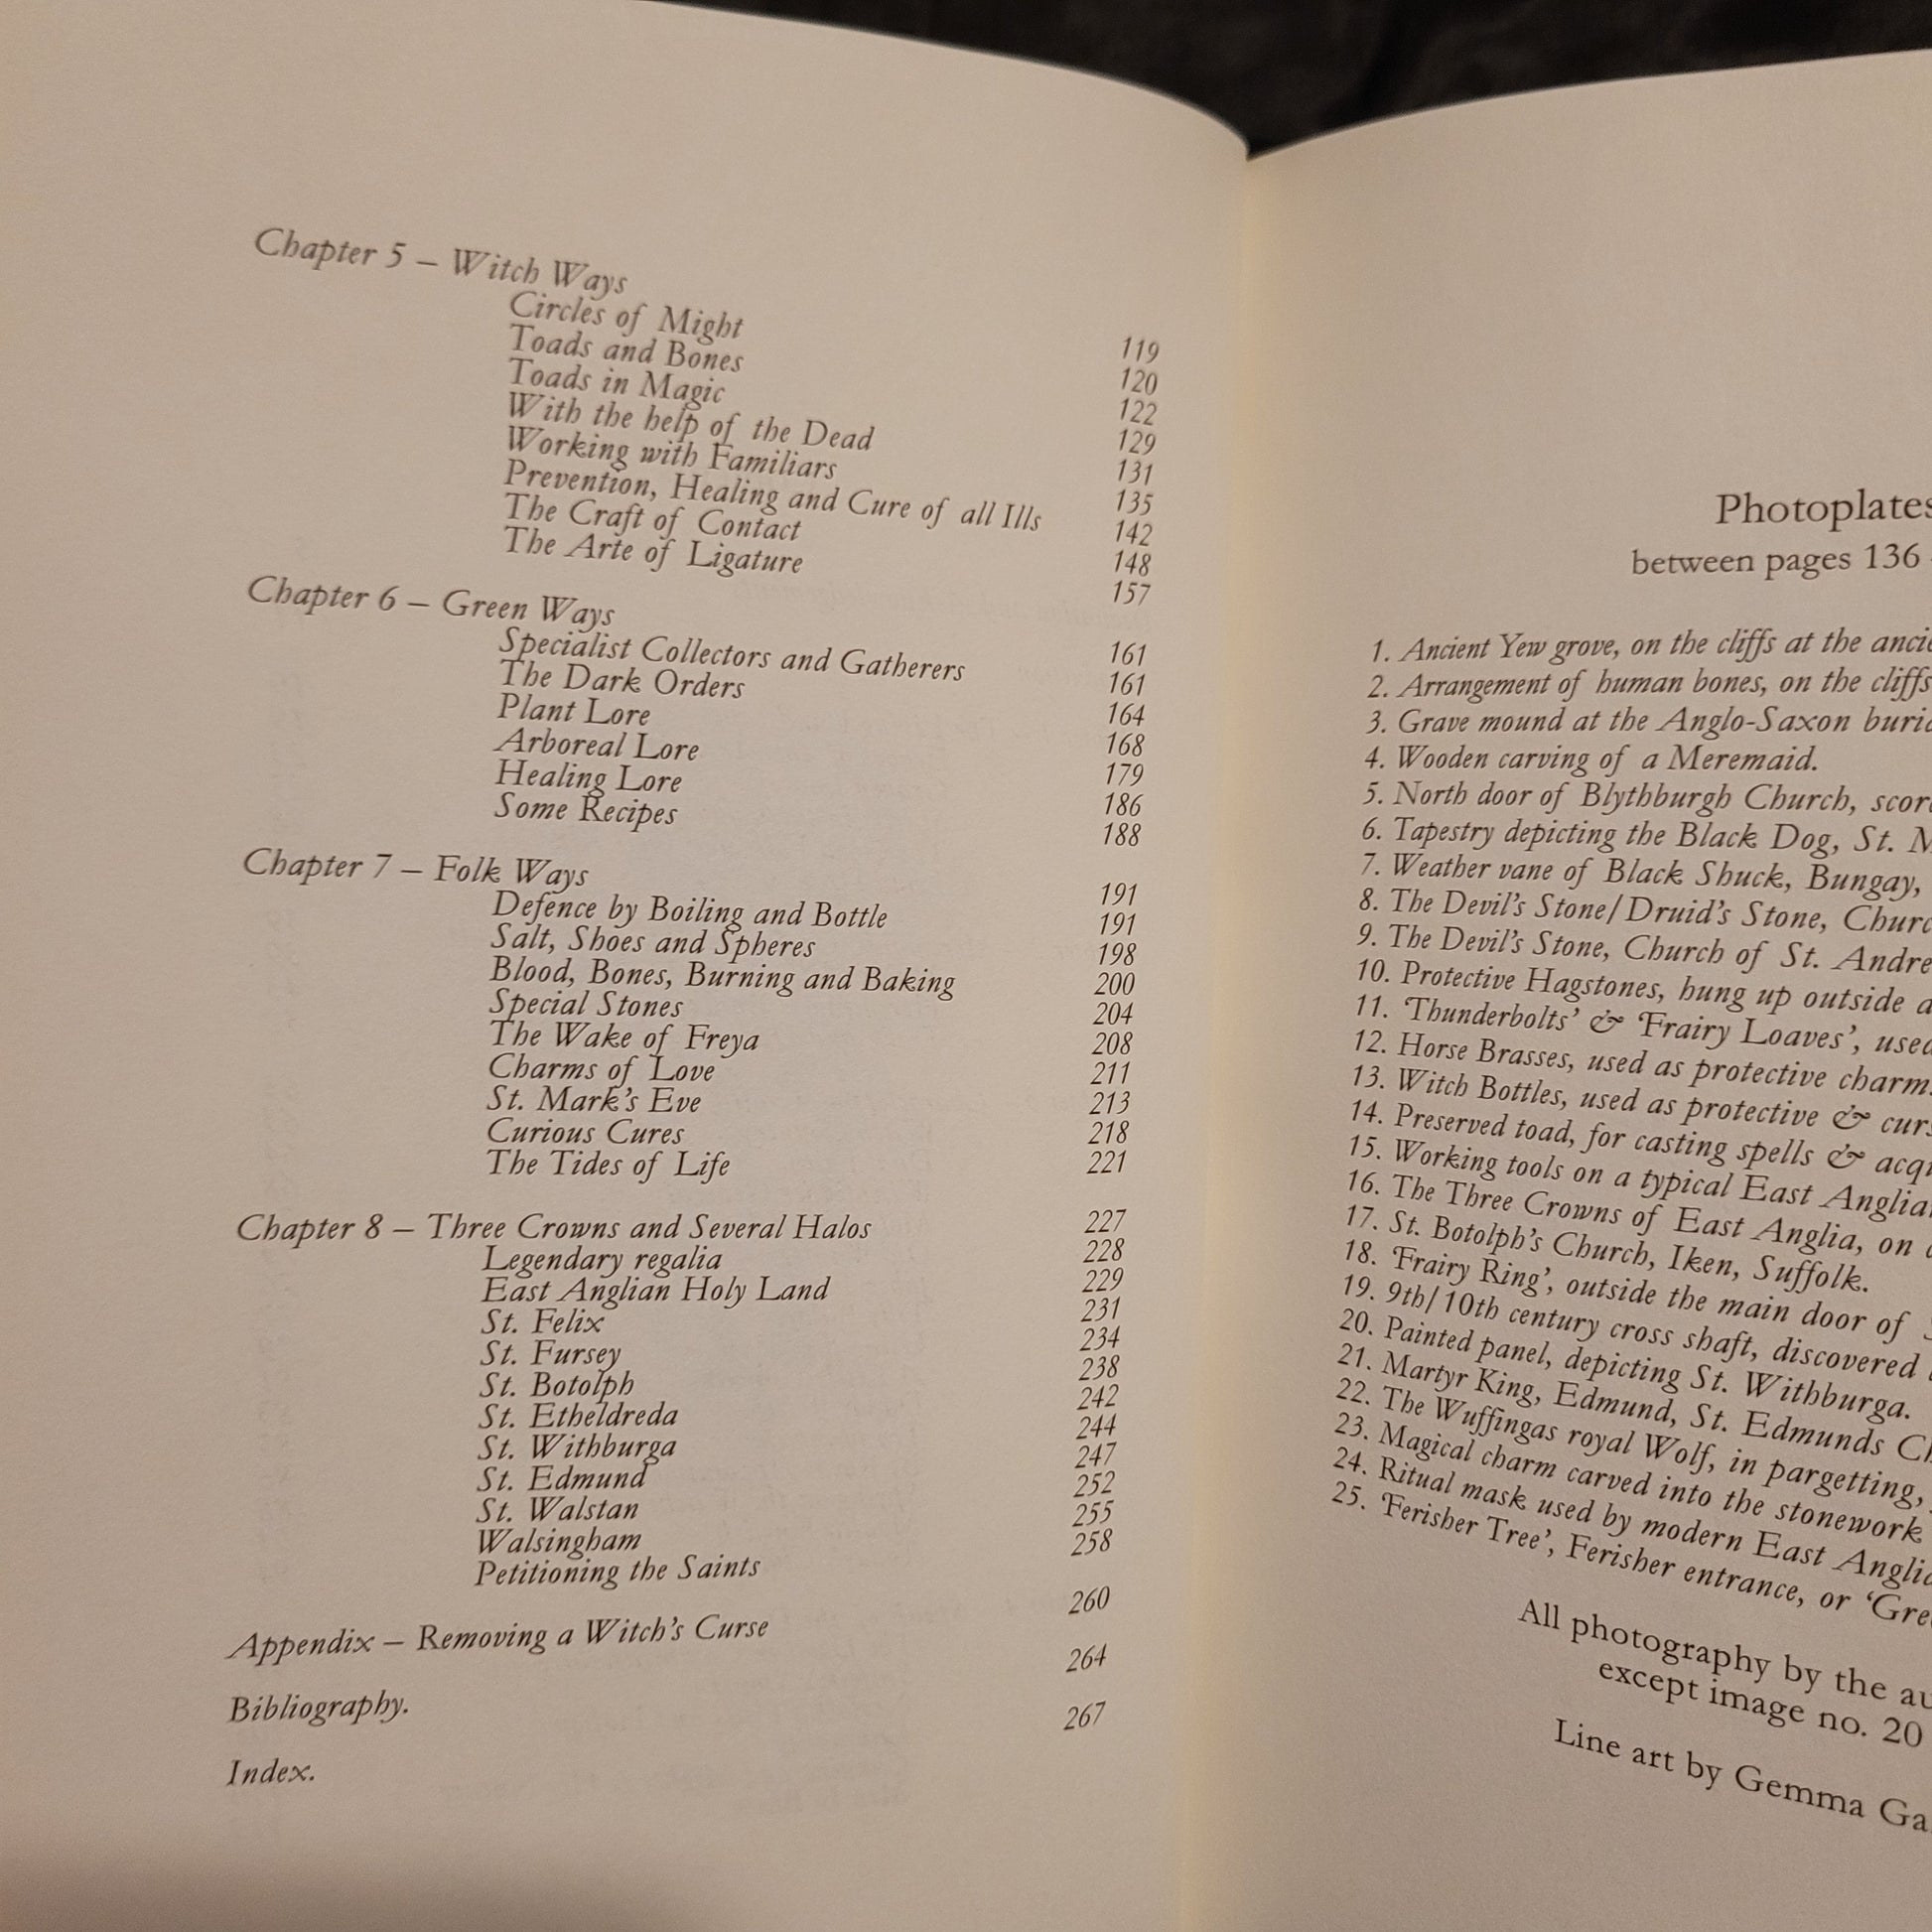 Chapter 5 – Witch Ways 119
Circles of Might 120
Toads and Bones 122
Toads in Magic 129
With the help of the Dead 131
Working with Familiars 135
Prevention, Healing and Cure of all Ills 142
The Craft of Contact 148
The Arte of Ligature 157
Chapter 6 – Green Ways 161
Specialist Collectors and Gatherers 161
The Dark Orders 164
Plant Lore 168
Arboreal Lore 179
Healing Lore 186
Some Recipes 188
Chapter 7 – Folk Ways 191
Defence by Boiling and Bottle 191
Salt, Shoes and Spheres 198
Blood, Bones, Burning and Baking 200
Special Stones 204
The Wake of Freya 208
Charms of Love 211
St. Mark's Eve 213
Curious Cures 218
The Tides of Life 221
Chapter 8 – Three Crowns and Several Halos 227
Legendary regalia 228
East Anglian Holy Land 229
St. Felix 231
St. Fursey 234
St. Botolph 238
St. Etheldreda 242
St. Withburga 244
St. Edmund 247
St. Walstan 252
Walsingham 255
Petitioning the Saints 258
Appendix – Removing a Witch's Curse 260
Bibliography. 264
Index. 267
Photoplates
between pages 136
1. Ancient Yew grove, on the cliffs at the
2. Arrangement of human bones, on the cliffs
3. Grave mound at the Anglo-Saxon
4. Wooden carving of a Meremaid.
5. North door of Blythburgh Church,
6. Tapestry depicting the Black Dog, St.
7. Weather vane of Black Shuck, Bungay,
8. The Devil's Stone/Druid's Stone,
9. The Devil's Stone, Church of St.
10. Protective Hagstones, hung up outside
11. 'Thunderbolts' & 'Frairy Loaves', used
12. Horse Brasses, used as protective
13. Witch Bottles, used as protective &
14. Preserved toad, for casting spells &
15. Working tools on a typical East
16. The Three Crowns of East Anglia, on
17. St. Botolph's Church, Iken, Suffolk.
18. 'Frairy Ring', outside the main door of
19. 9th/10th century cross shaft, discovered
20. Painted panel, depicting St. Withburga.
21. Martyr King, Edmund, St. Edmunds
22. The Wuffingas royal Wolf, in pargetting,
23. Magical charm carved into the stonework
24. Ritual mask used by modern East
25. 'Ferisher Tree', Ferisher entrance, or
All photography by the
except image no. 20
Line art by Gemma